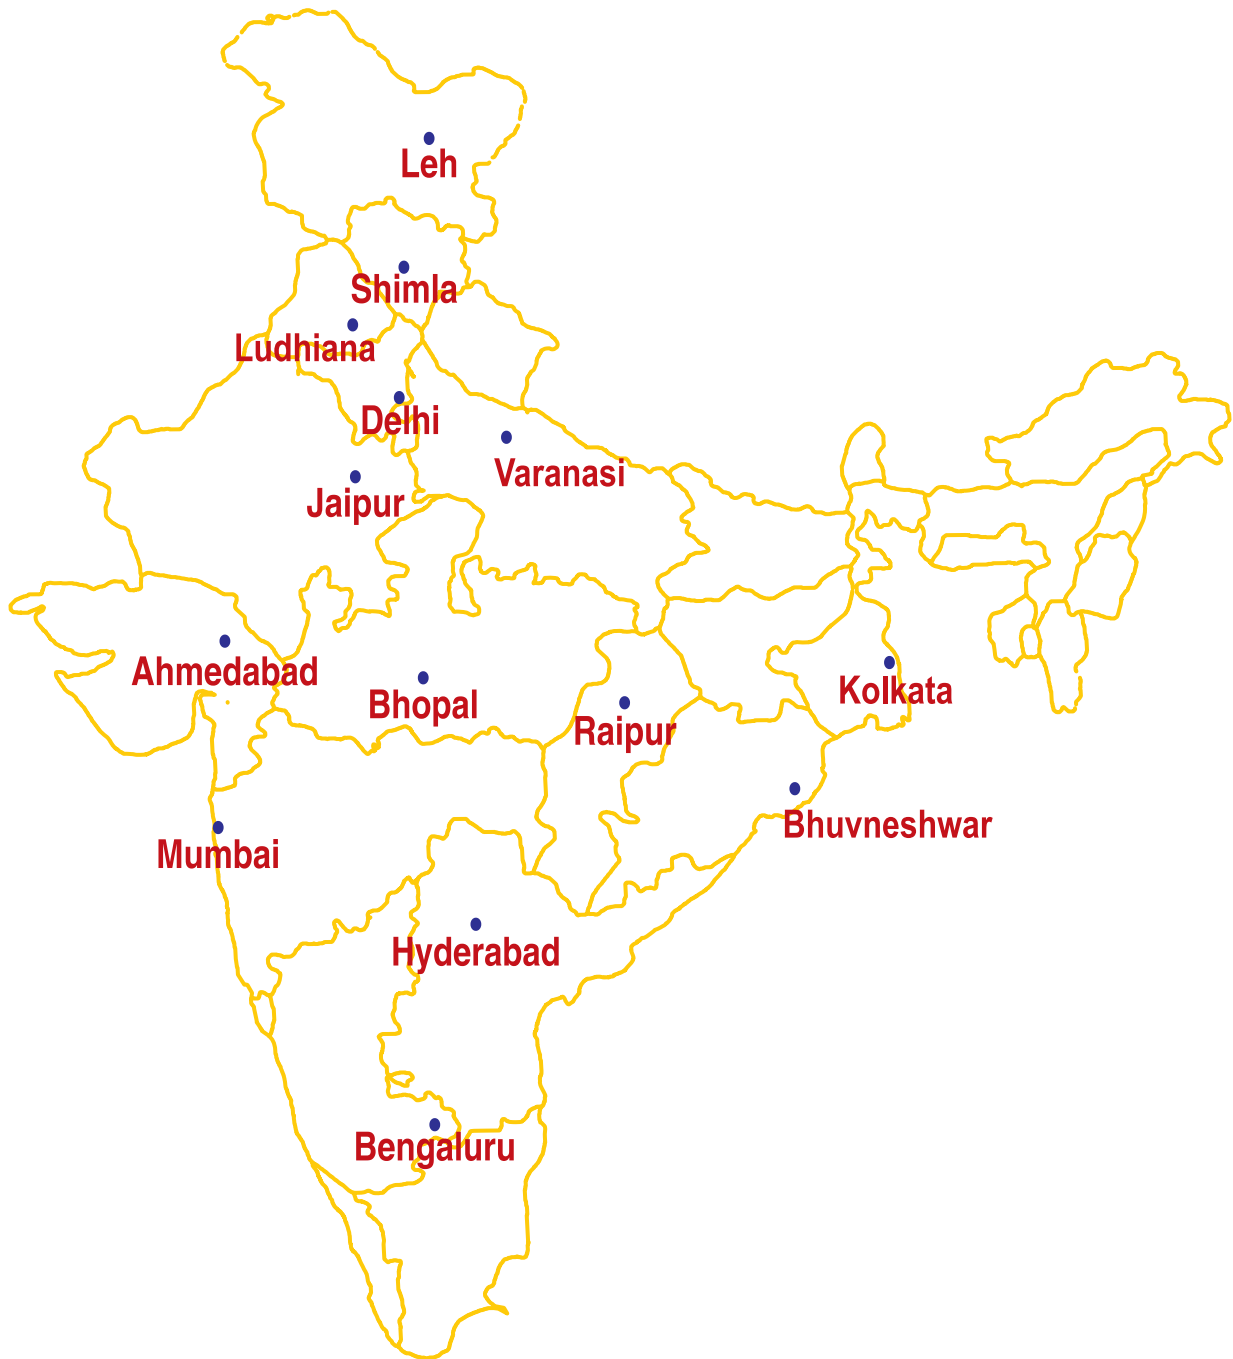 Leh
Shimla
Ludhiana
Delhi
Varanasi
Jaipur
Ahmedabad
Bhopal
Kolkata
Raipur
Bhuvneshwar
Mumbai
Hyderabad
Bengaluru